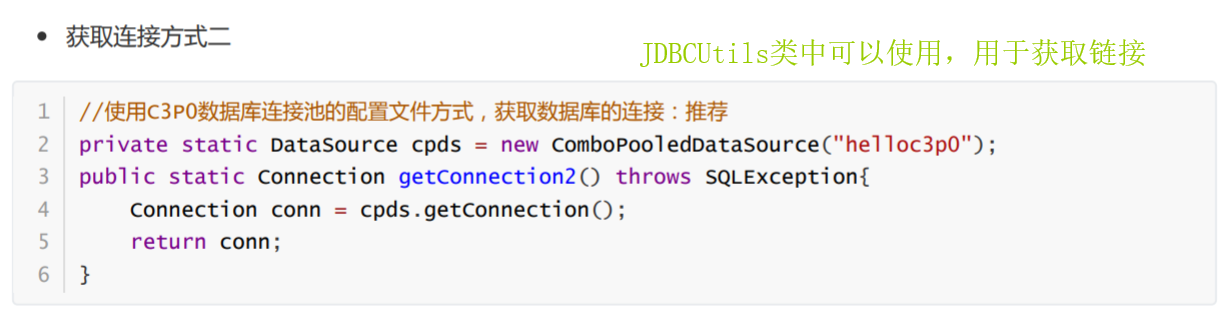 • 获取连接方式二
JDBCUtils类中可以使用，用于获取链接
1 //使用C3P0数据库连接池的配置文件方式，获取数据库的连接：推荐
2 private static DataSource cpds = new ComboPooledDataSource("helloc3p0");
3 public static Connection getConnection2() throws SQLException{
4     Connection conn = cpds.getConnection();
5     return conn;
6 }